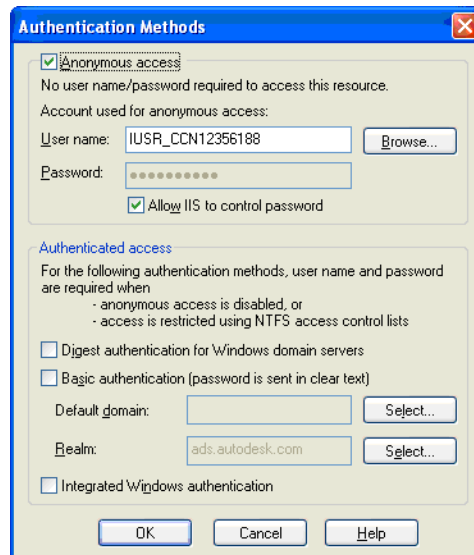 Authentication Methods
Anonymous access
No user name/password required to access this resource.
Account used for anonymous access:
User name: IUSR_CCN12356188 Browse...
Password: ●●●●●●●●●●
Allow IIS to control password
Authenticated access
For the following authentication methods, user name and password
are required when
- anonymous access is disabled, or
- access is restricted using NTFS access control lists
Digest authentication for Windows domain servers
Basic authentication (password is sent in clear text)
Default domain: Select...
Realm: ads.autodesk.com Select...
Integrated Windows authentication
OK Cancel Help